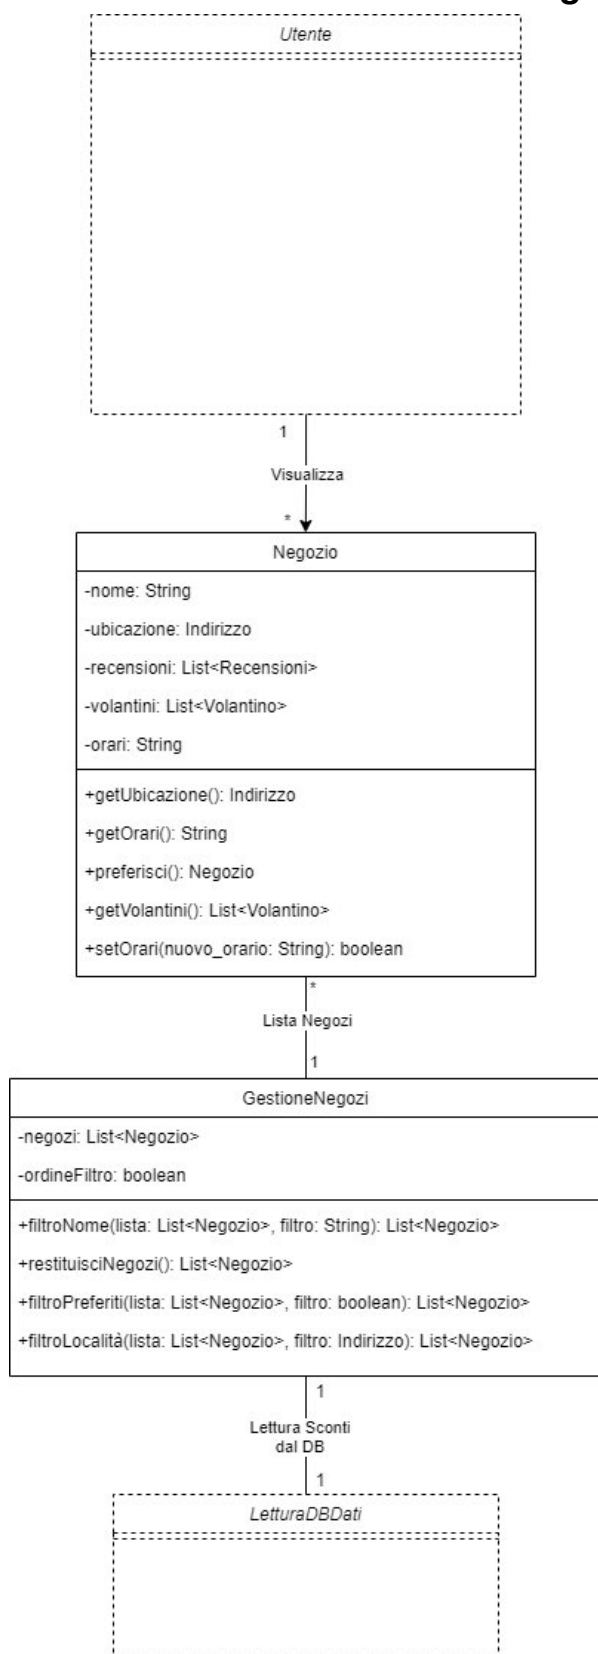 g
Utente
1
Visualizza
*
Negozio
-nome: String
-ubicazione: Indirizzo
-recensioni: List<Recensioni>
-volantini: List<Volantino>
-orari: String
+getUbicazione(): Indirizzo
+getOrari(): String
+preferisci(): Negozio
+getVolantini(): List<Volantino>
+setOrari(nuovo_orario: String): boolean
*
Lista Negozi
1
GestioneNegozi
-negozi: List<Negozio>
-ordineFiltro: boolean
+filtroNome(lista: List<Negozio>, filtro: String): List<Negozio>
+restituisciNegozi(): List<Negozio>
+filtroPreferiti(lista: List<Negozio>, filtro: boolean): List<Negozio>
+filtroLocalità(lista: List<Negozio>, filtro: Indirizzo): List<Negozio>
1
Lettura Sconti
dal DB
1
LetturaDBDati